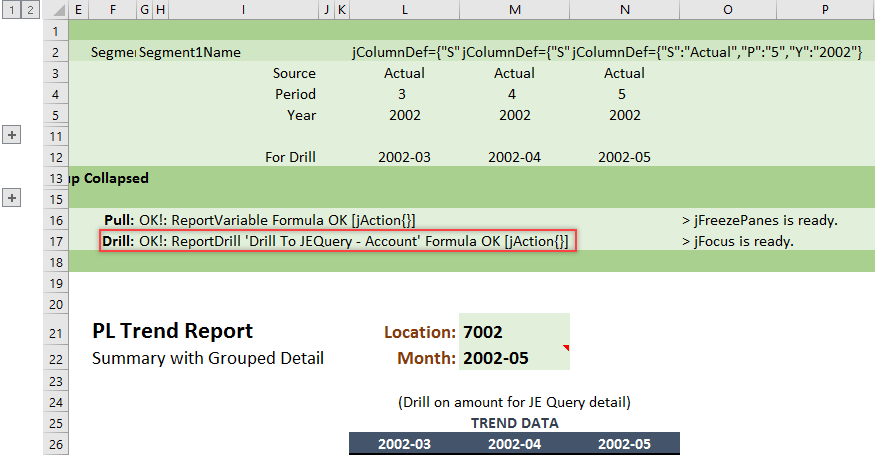 1 2
E F G H I J K L M N O P
1
2 Segmen Segment1Name jColumnDef={"S" jColumnDef={"S" jColumnDef={"S":"Actual","P":"5","Y":"2002"}
3 Source Actual Actual Actual
4 Period 3 4 5
5 Year 2002 2002 2002
11
12 For Drill 2002-03 2002-04 2002-05
13 up Collapsed
15
16 Pull: OK!: ReportVariable Formula OK [jAction{}] > jFreezePanes is ready.
17 Drill: OK!: ReportDrill 'Drill To JEQuery - Account' Formula OK [jAction{}] > jFocus is ready.
18
19
20
21 PL Trend Report Location: 7002
22 Summary with Grouped Detail Month: 2002-05
23
24 (Drill on amount for JE Query detail)
25 TREND DATA
26 2002-03 2002-04 2002-05